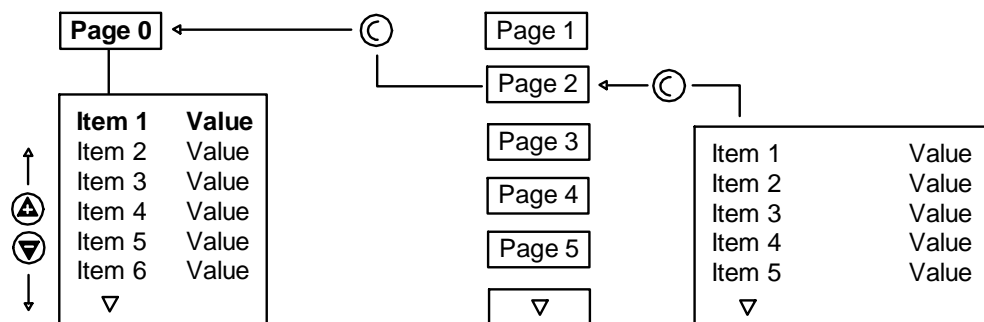 Page 0
Item 1 Value
Item 2 Value
Item 3 Value
Item 4 Value
Item 5 Value
Item 6 Value
C
Page 1
Page 2
Page 3
Page 4
Page 5
C
Item 1 Value
Item 2 Value
Item 3 Value
Item 4 Value
Item 5 Value